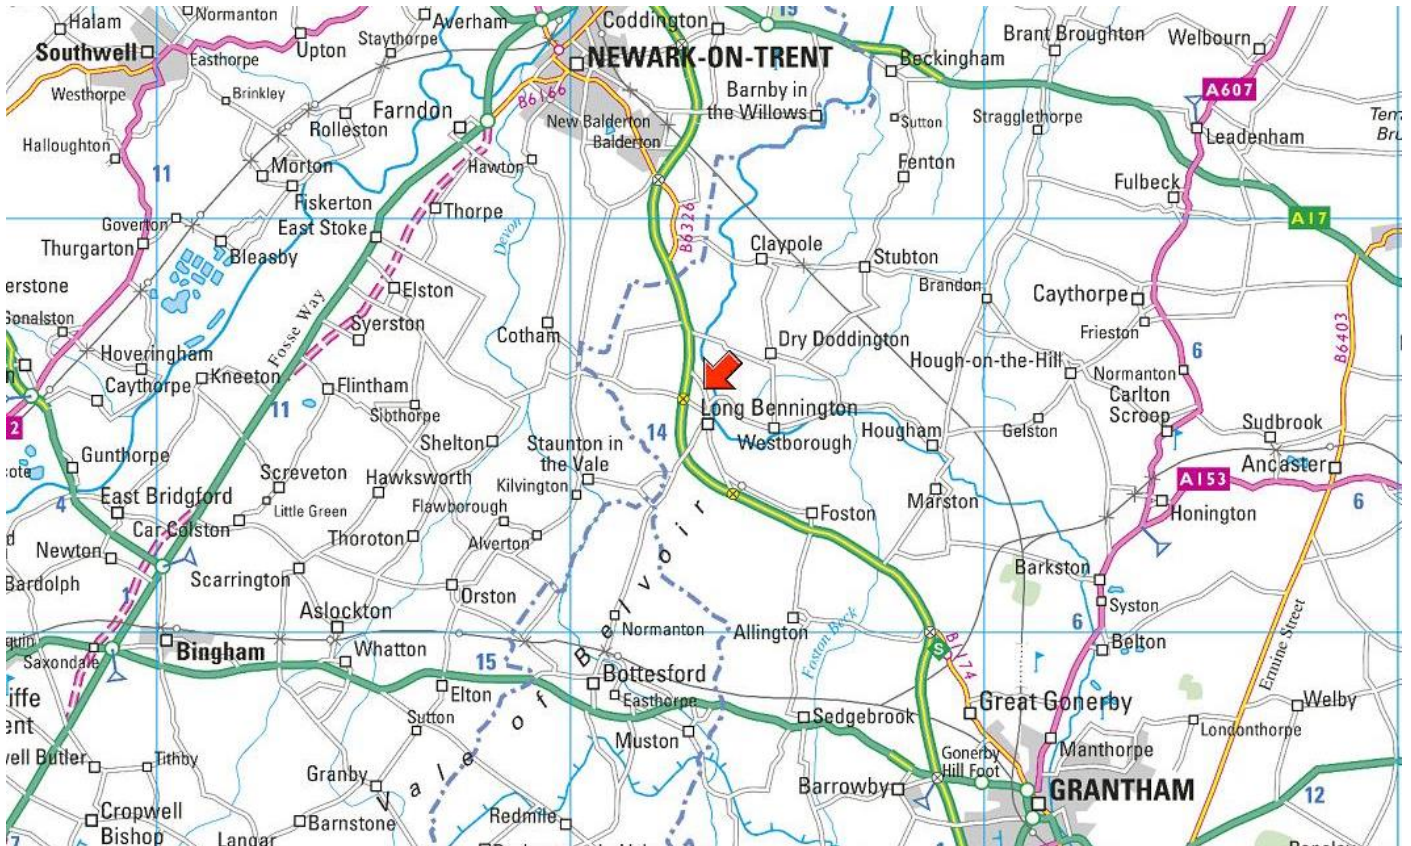 Halam
Normanton
Averham
Coddington
19
Southwell
Upton
Staythorpe
Easthorpe
NEWARK-ON-TRENT
Beckingham
Brant Broughton
Welbourn
Westhorpe
Brinkley
Farndon
B6166
Barnby in
the Willows
A607
Rolleston
New Balderton
Balderton
Sutton
Stragglethorpe
Leadenham
Halloughton
11
Morton
Hawton
Fenton
Fulbeck
Fiskerton
Thorpe
Goverton
East Stoke
Devon
B6326
A17
Thurgarton
Bleasby
Claypole
Stubton
Elston
Brandon
Caythorpe
Fosse Way
Syerston
Cotham
Frieston
B6403
Hoveringham
Dry Doddington
Hough-on-the-Hill
6
Caythorpe
Kneeton
Flintham
Normanton
11
Sibthorpe
Long Bennington
Carlton
Scroop
2
14
Shelton
Staunton in
the Vale
Westborough
Hougham
Gelston
Sudbrook
Gunthorpe
Screveton
Hawksworth
Kilvington
Ancaster
A153
4
East Bridgford
Little Green
Flawborough
Marston
Honington
6
Car Colston
Foston
Newton
Thoroton
Alverton
Scarrington
Barkston
1
Orston
Syston
Aslockton
Normanton
Allington
Foston Beck
6
Belton
Ermine Street
Saxondale
Bingham
Whatton
15
B1174
Elton
Bottesford
Easthorpe
Great Gonerby
Welby
Sutton
Sedgebrook
Londonthorpe
Muston
Manthorpe
Tithby
Granby
Gonerby
Hill Foot
Vale of Belvoir
Barrowby
GRANTHAM
12
Cropwell
Bishop
Barnstone
Redmile
Langar
S